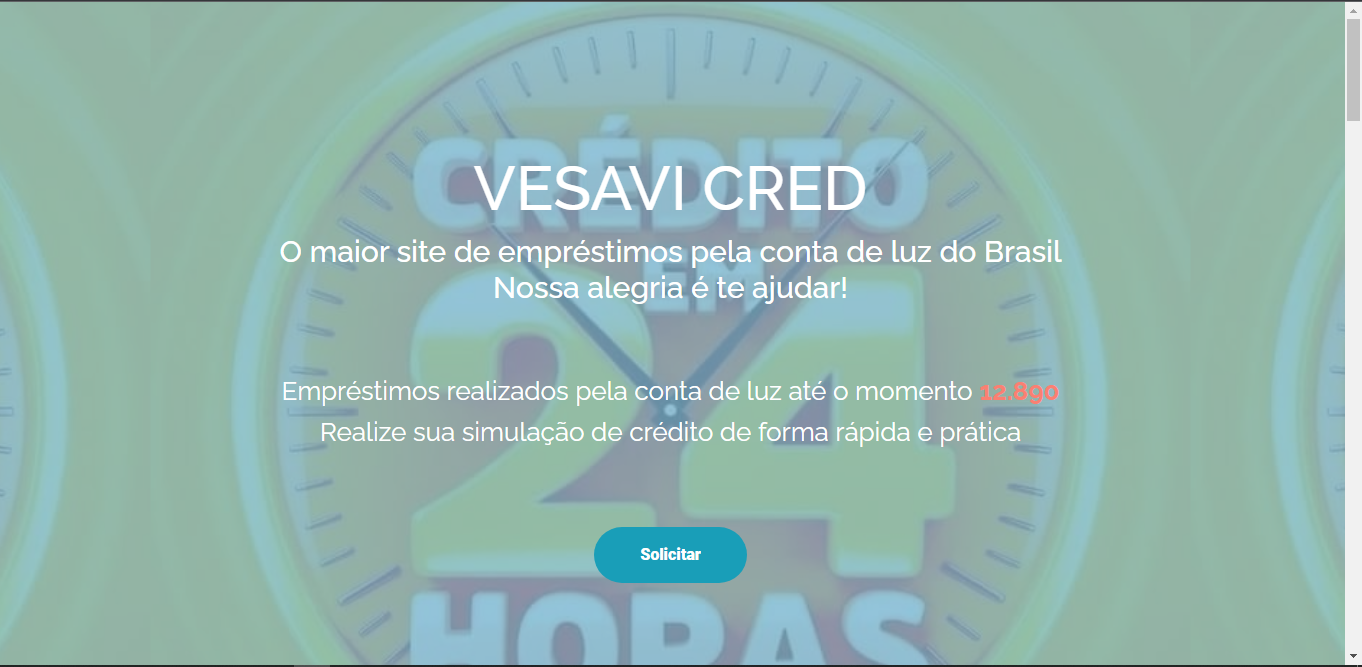 VESAVI CRED
O maior site de empréstimos pela conta de luz do Brasil
Nossa alegria é te ajudar!
Empréstimos realizados pela conta de luz até o momento 12.890
Realize sua simulação de crédito de forma rápida e prática
Solicitar
CRÉDITO
EM
24
HORAS